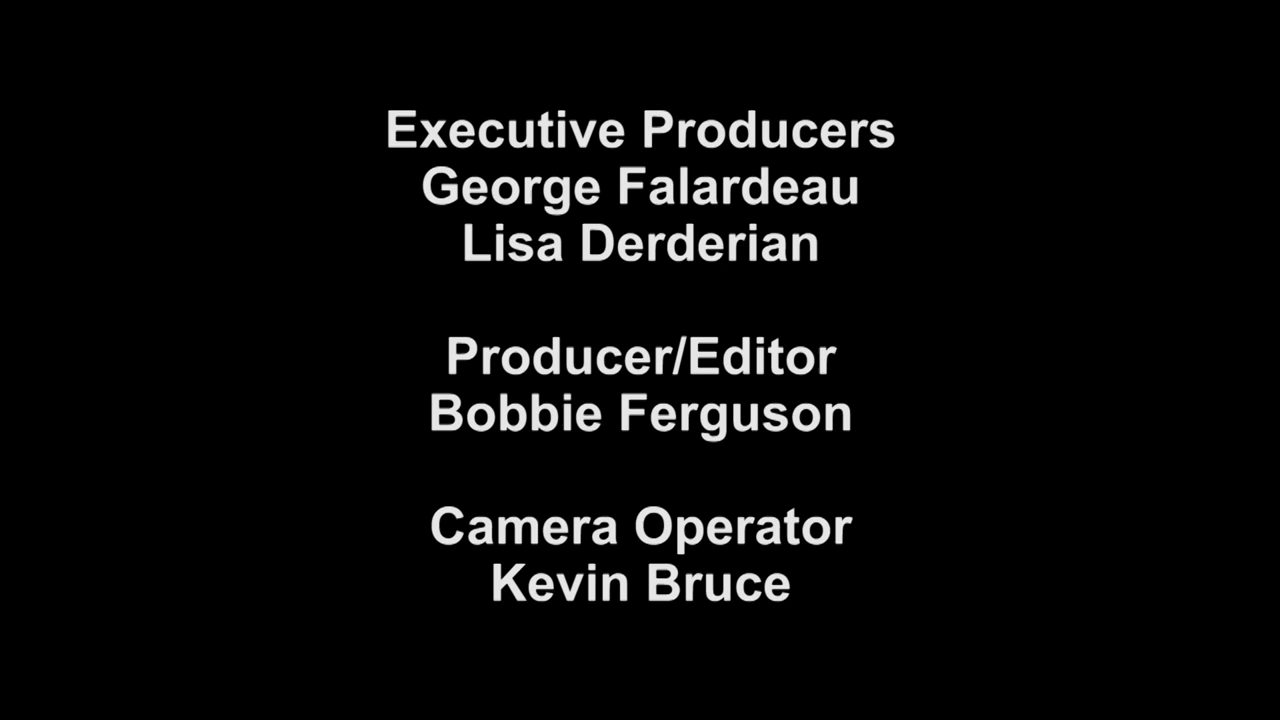 Executive Producers
George Falardeau
Lisa Derderian
Producer/Editor
Bobbie Ferguson
Camera Operator
Kevin Bruce